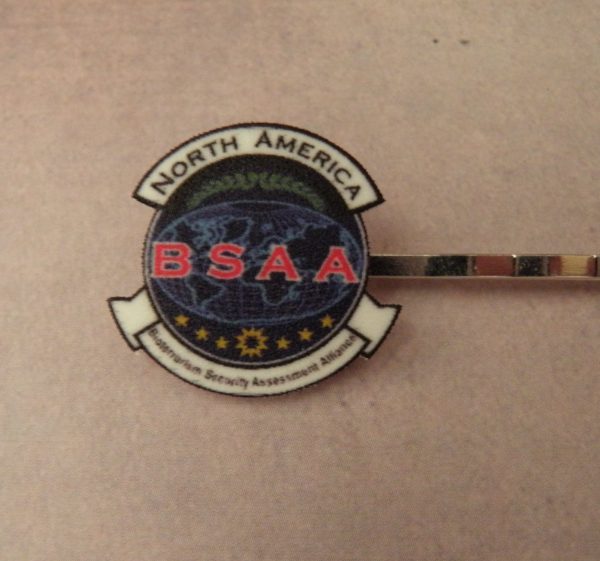 NORTH AMERICA
BSAA
Bioterrorism Security Assessment Alliance